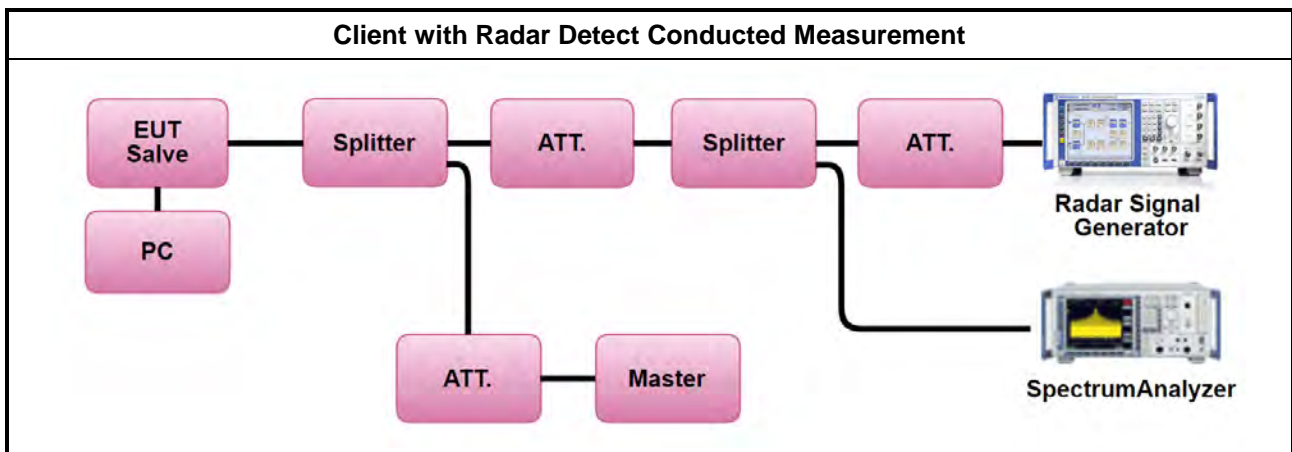 Client with Radar Detect Conducted Measurement
EUT
Salve
Splitter
ATT.
Splitter
ATT.
Radar Signal
Generator
PC
ATT.
Master
SpectrumAnalyzer